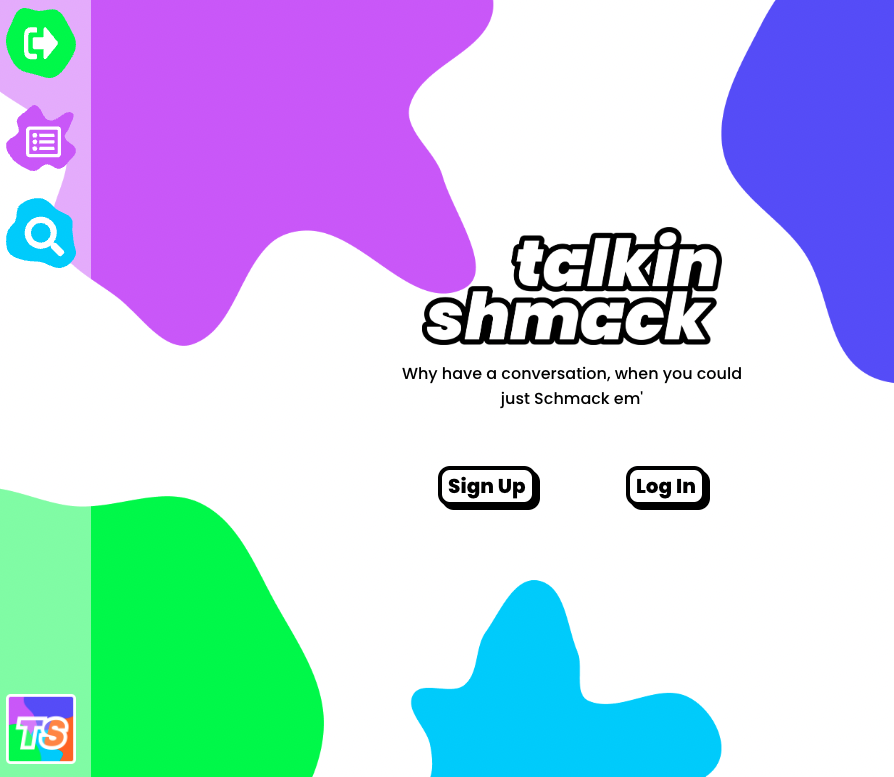 talkin
shmack
Why have a conversation, when you could
just Schmack em'
Sign Up
Log In
TS